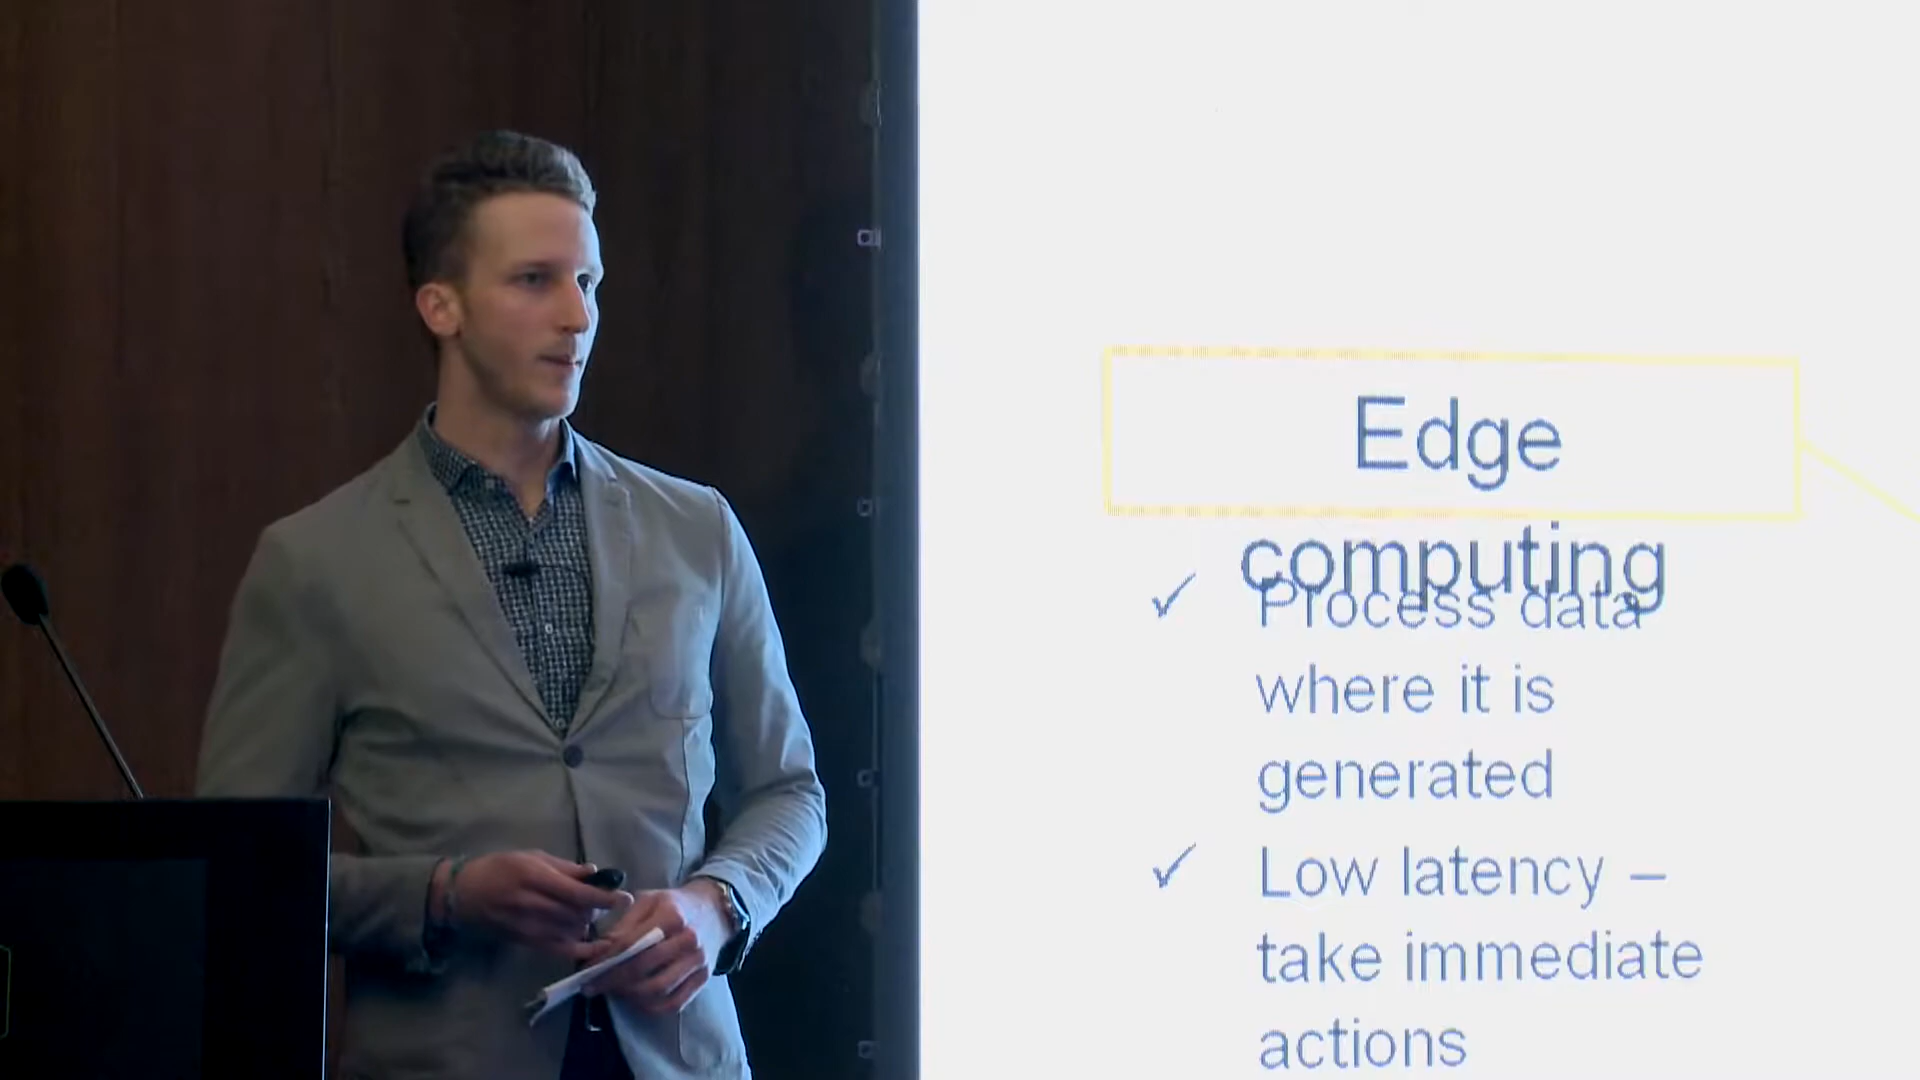 Edge
computing
✓ Process data
where it is
generated
✓ Low latency –
take immediate
actions